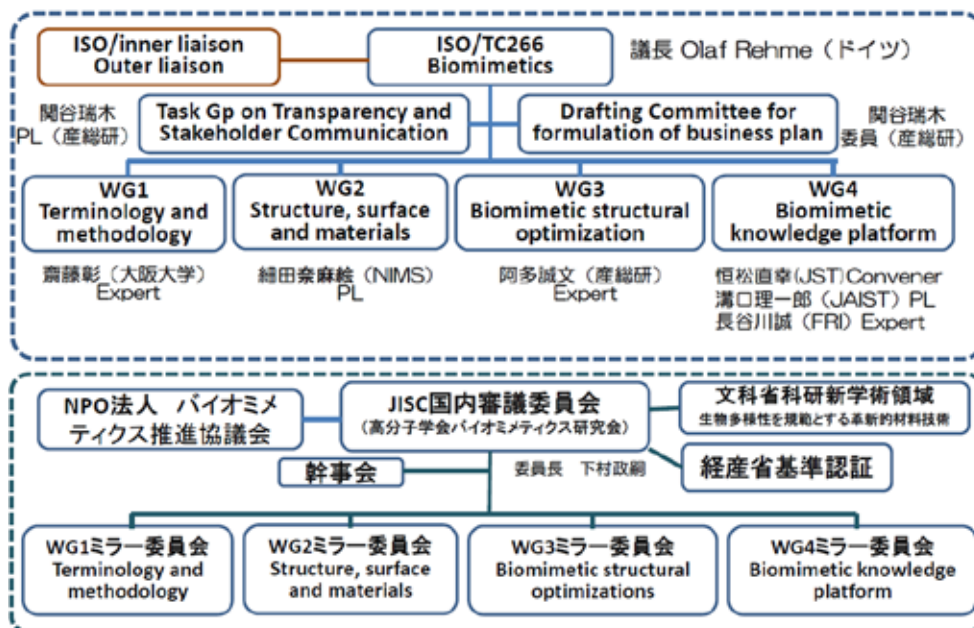 ISO/inner liaison
Outer liaison
ISO/TC266
Biomimetics
議長 Olaf Rehme（ドイツ）
関谷瑞木
PL（産総研）
Task Gp on Transparency and
Stakeholder Communication
Drafting Committee for
formulation of business plan
関谷瑞木
委員（産総研）
WG1
Terminology and
methodology
WG2
Structure, surface
and materials
WG3
Biomimetic structural
optimization
WG4
Biomimetic
knowledge platform
齋藤彰（大阪大学）
Expert
細田奈麻絵（NIMS）
PL
阿多誠文（産総研）
Expert
恒松直幸(JST)Convener
溝口理一郎（JAIST）PL
長谷川誠（FRI）Expert
NPO法人　バイオミメ
ティクス推進協議会
JISC国内審議委員会
（高分子学会バイオミメティクス研究会）
文科省科研新学術領域
生物多様性を規範とする革新的材料技術
幹事会
委員長　下村政嗣
経産省基準認証
WG1ミラー委員会
Terminology and
methodology
WG2ミラー委員会
Structure, surface
and materials
WG3ミラー委員会
Biomimetic structural
optimizations
WG4ミラー委員会
Biomimetic knowledge
platform